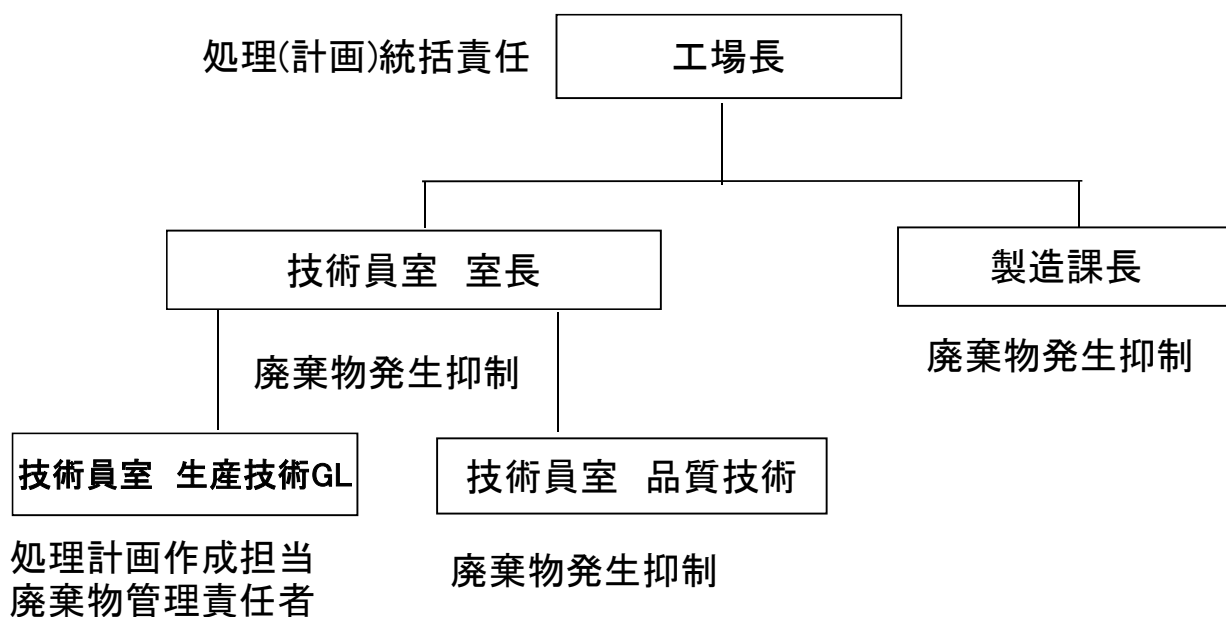 処理(計画)統括責任
工場長
技術員室　室長
製造課長
廃棄物発生抑制
廃棄物発生抑制
技術員室　生産技術GL
技術員室　品質技術
処理計画作成担当
廃棄物管理責任者
廃棄物発生抑制